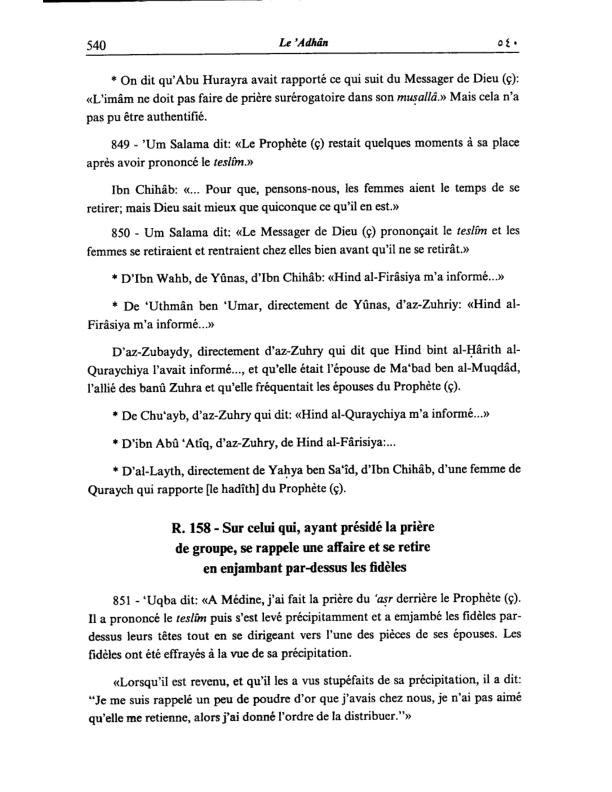 540 Le ’Adhân ٥٤٠
* On dit qu'Abu Hurayra avait rapporté ce qui suit du Messager de Dieu (ç):
«L'imâm ne doit pas faire de prière surérogatoire dans son muṣallâ.» Mais cela n'a
pas pu être authentifié.
849 - ’Um Salama dit: «Le Prophète (ç) restait quelques moments à sa place
après avoir prononcé le teslîm.»
Ibn Chihâb: «... Pour que, pensons-nous, les femmes aient le temps de se
retirer; mais Dieu sait mieux que quiconque ce qu'il en est.»
850 - Um Salama dit: «Le Messager de Dieu (ç) prononçait le teslîm et les
femmes se retiraient et rentraient chez elles bien avant qu'il ne se retirât.»
* D'Ibn Wahb, de Yûnas, d'Ibn Chihâb: «Hind al-Firâsiya m'a informé...»
* De ‘Uthmân ben ‘Umar, directement de Yûnas, d'az-Zuhriy: «Hind al-
Firâsiya m'a informé...»
D'az-Zubaydy, directement d'az-Zuhry qui dit que Hind bint al-Ḥârith al-
Quraychiya l'avait informé..., et qu'elle était l'épouse de Ma‘bad ben al-Muqdâd,
l'allié des banû Zuhra et qu'elle fréquentait les épouses du Prophète (ç).
* De Chu‘ayb, d'az-Zuhry qui dit: «Hind al-Quraychiya m'a informé...»
* D'ibn Abû ‘Atîq, d'az-Zuhry, de Hind al-Fârisiya:...
* D'al-Layth, directement de Yaḥya ben Sa‘îd, d'Ibn Chihâb, d'une femme de
Quraych qui rapporte [le hadîth] du Prophète (ç).
R. 158 - Sur celui qui, ayant présidé la prière
de groupe, se rappele une affaire et se retire
en enjambant par-dessus les fidèles
851 - ‘Uqba dit: «A Médine, j'ai fait la prière du ‘aṣr derrière le Prophète (ç).
Il a prononcé le teslîm puis s'est levé précipitamment et a emjambé les fidèles par-
dessus leurs têtes tout en se dirigeant vers l'une des pièces de ses épouses. Les
fidèles ont été effrayés à la vue de sa précipitation.
«Lorsqu'il est revenu, et qu'il les a vus stupéfaits de sa précipitation, il a dit:
“Je me suis rappelé un peu de poudre d'or que j'avais chez nous, je n'ai pas aimé
qu'elle me retienne, alors j'ai donné l'ordre de la distribuer.”»